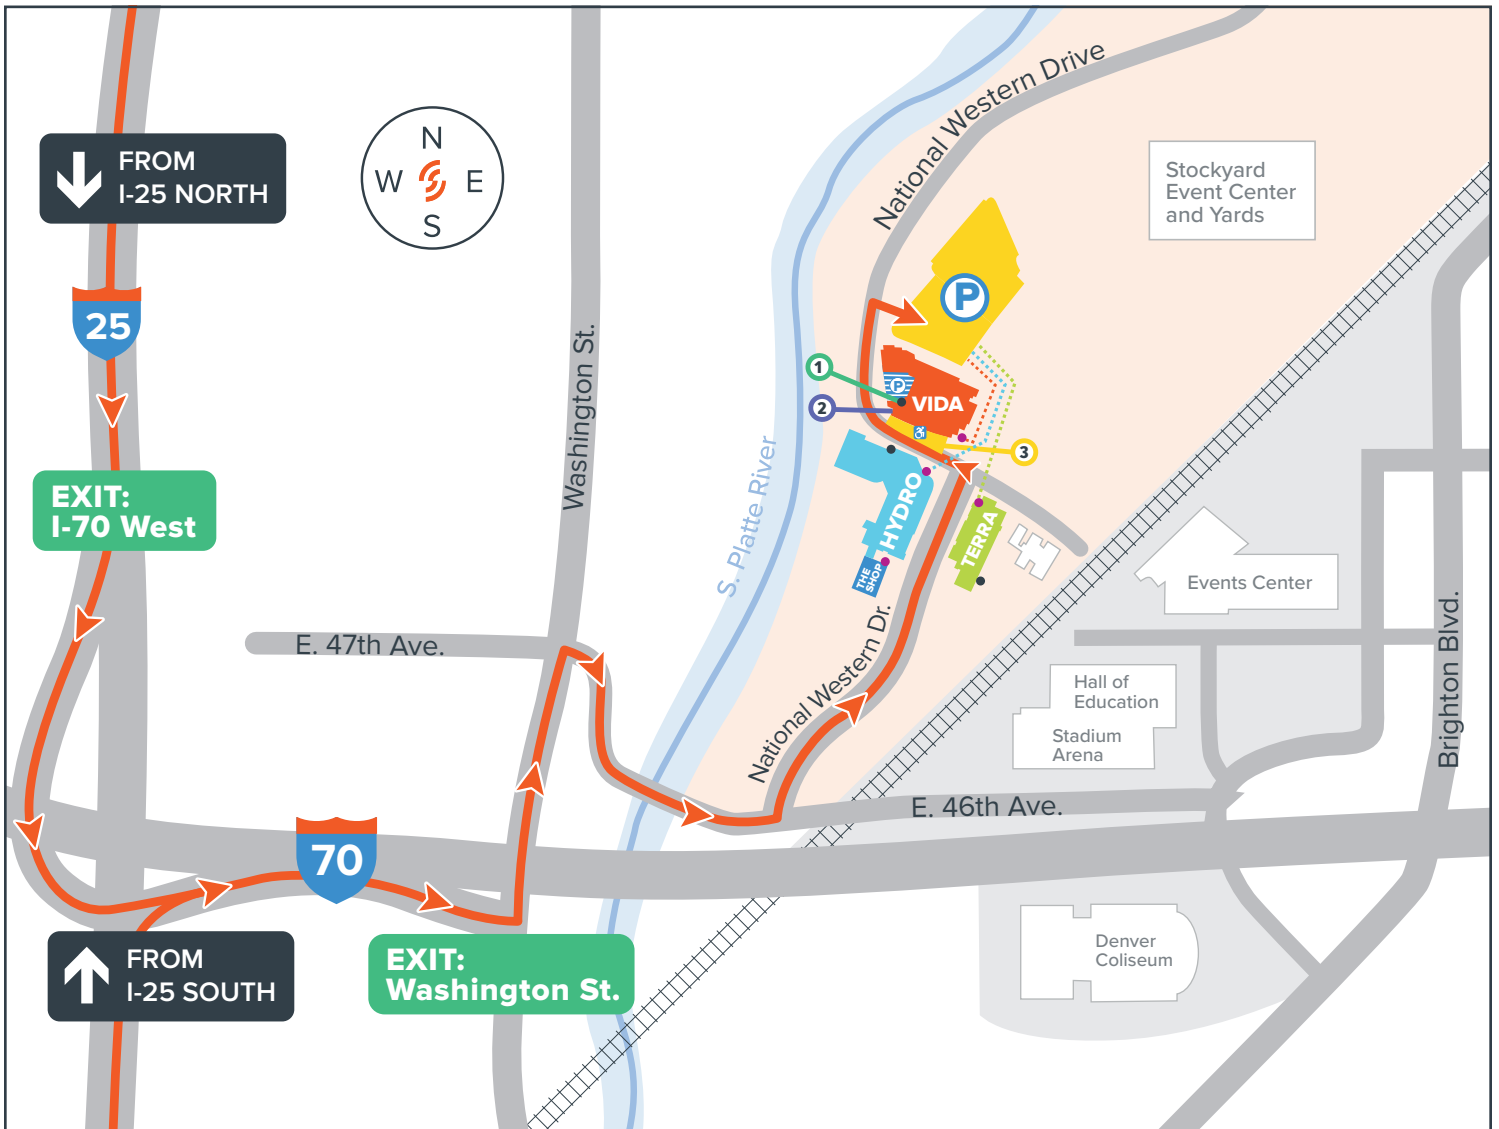 FROM
I-25 NORTH
N
W
E
S
25
EXIT:
I-70 West
Washington St.
E. 47th Ave.
70
FROM
I-25 SOUTH
EXIT:
Washington St.
S. Platte River
National Western Drive
Stockyard
Event Center
and Yards
P
1
P
VIDA
2
3
HYDRO
TERRA
THE
SHOP
National Western Dr.
Events Center
Hall of
Education
Stadium
Arena
Brighton Blvd.
E. 46th Ave.
Denver
Coliseum